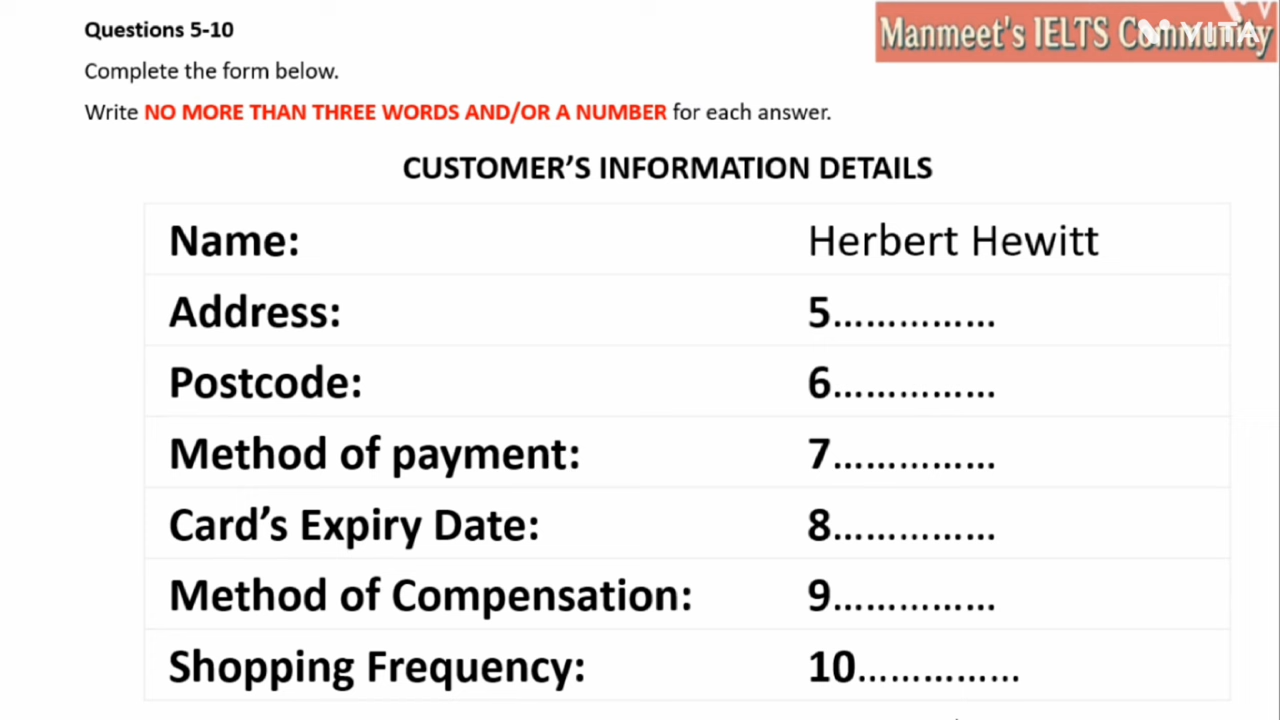 Questions 5-10
Manmeet's IELTS Community
VITA
Complete the form below.
Write NO MORE THAN THREE WORDS AND/OR A NUMBER for each answer.
CUSTOMER'S INFORMATION DETAILS
Name: Herbert Hewitt
Address: 5……………
Postcode: 6……………
Method of payment: 7……………
Card's Expiry Date: 8……………
Method of Compensation: 9……………
Shopping Frequency: 10……………